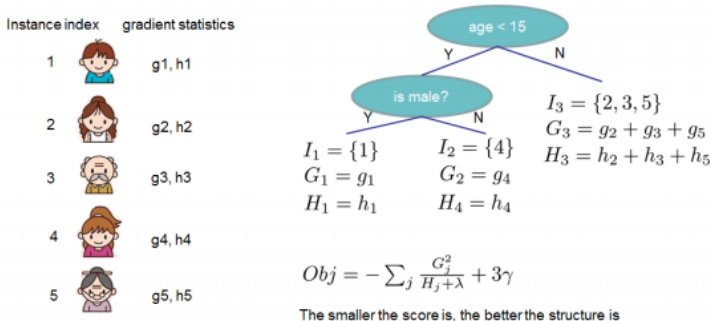 Instance index gradient statistics
1 g1, h1
2 g2, h2
3 g3, h3
4 g4, h4
5 g5, h5
age < 15
Y N
is male?
Y N
I₁ = {1}
G₁ = g₁
H₁ = h₁
I₂ = {4}
G₂ = g₄
H₄ = h₄
I₃ = {2, 3, 5}
G₃ = g₂ + g₃ + g₅
H₃ = h₂ + h₃ + h₅
Obj = − ∑ⱼ Gⱼ² / (Hⱼ+λ) + 3γ
The smaller the score is, the better the structure is